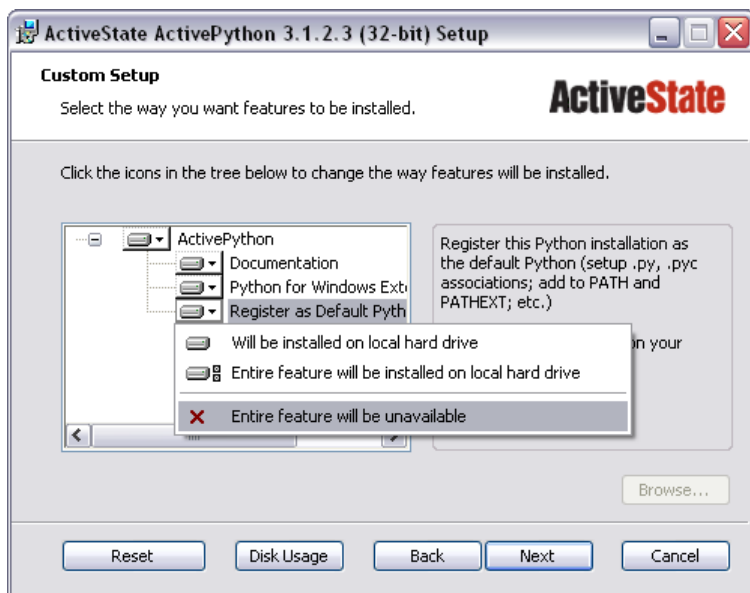 ActiveState ActivePython 3.1.2.3 (32-bit) Setup
Custom Setup
Select the way you want features to be installed.
ActiveState
Click the icons in the tree below to change the way features will be installed.
ActivePython
Documentation
Python for Windows Exte
Register as Default Pyth
Register this Python installation as
the default Python (setup .py, .pyc
associations; add to PATH and
PATHEXT; etc.)
on your
Will be installed on local hard drive
Entire feature will be installed on local hard drive
Entire feature will be unavailable
Browse...
Reset
Disk Usage
Back
Next
Cancel